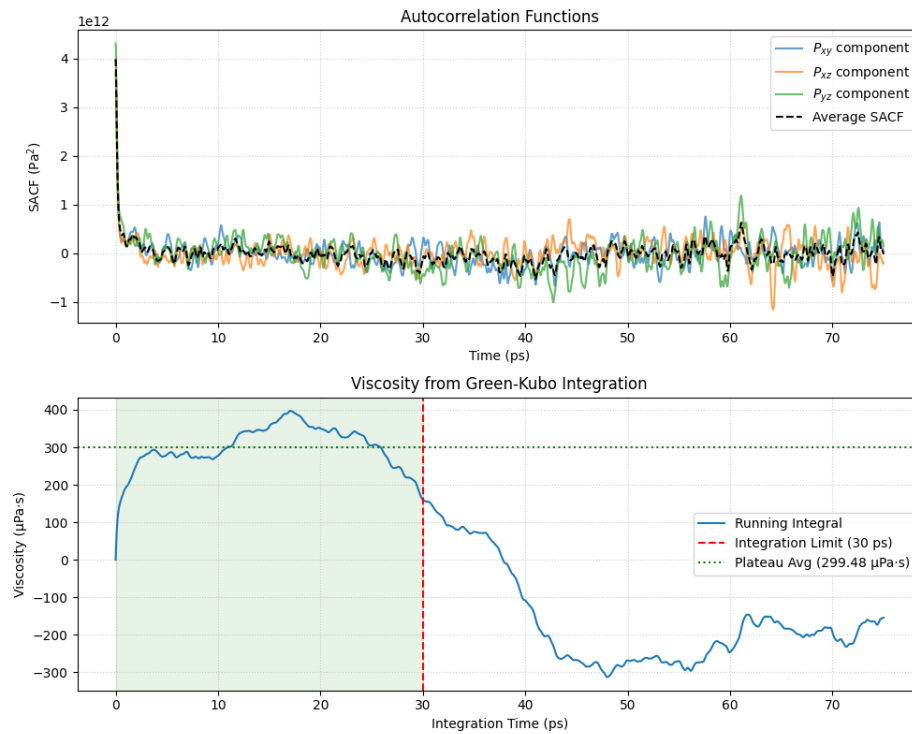 Autocorrelation Functions
1e12
4
3
2
1
0
−1
SACF (Pa²)
P_xy component
P_xz component
P_yz component
Average SACF
0 10 20 30 40 50 60 70
Time (ps)
Viscosity from Green-Kubo Integration
400
300
200
100
0
−100
−200
−300
Viscosity (μPa·s)
Running Integral
Integration Limit (30 ps)
Plateau Avg (299.48 μPa·s)
0 10 20 30 40 50 60 70
Integration Time (ps)